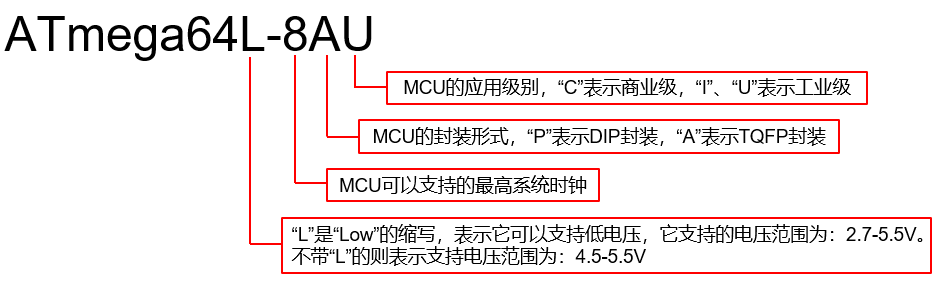 ATmega64L-8AU
MCU的应用级别，“C”表示商业级，“I”、“U”表示工业级
MCU的封装形式，“P”表示DIP封装，“A”表示TQFP封装
MCU可以支持的最高系统时钟
“L”是“Low”的缩写，表示它可以支持低电压，它支持的电压范围为：2.7-5.5V。
不带“L”的则表示支持电压范围为：4.5-5.5V